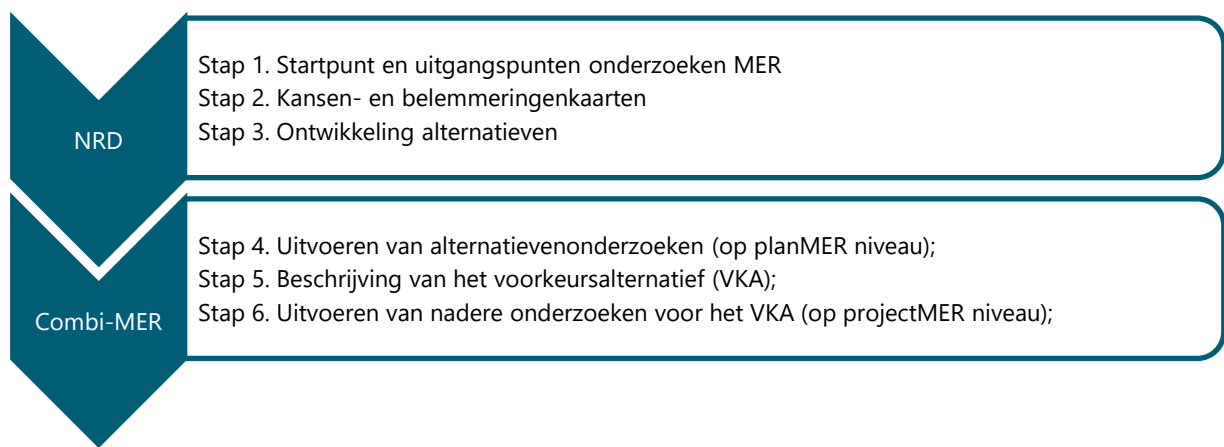 NRD
Stap 1. Startpunt en uitgangspunten onderzoeken MER
Stap 2. Kansen- en belemmeringenkaarten
Stap 3. Ontwikkeling alternatieven
Combi-MER
Stap 4. Uitvoeren van alternatievenonderzoeken (op planMER niveau);
Stap 5. Beschrijving van het voorkeursalternatief (VKA);
Stap 6. Uitvoeren van nadere onderzoeken voor het VKA (op projectMER niveau);